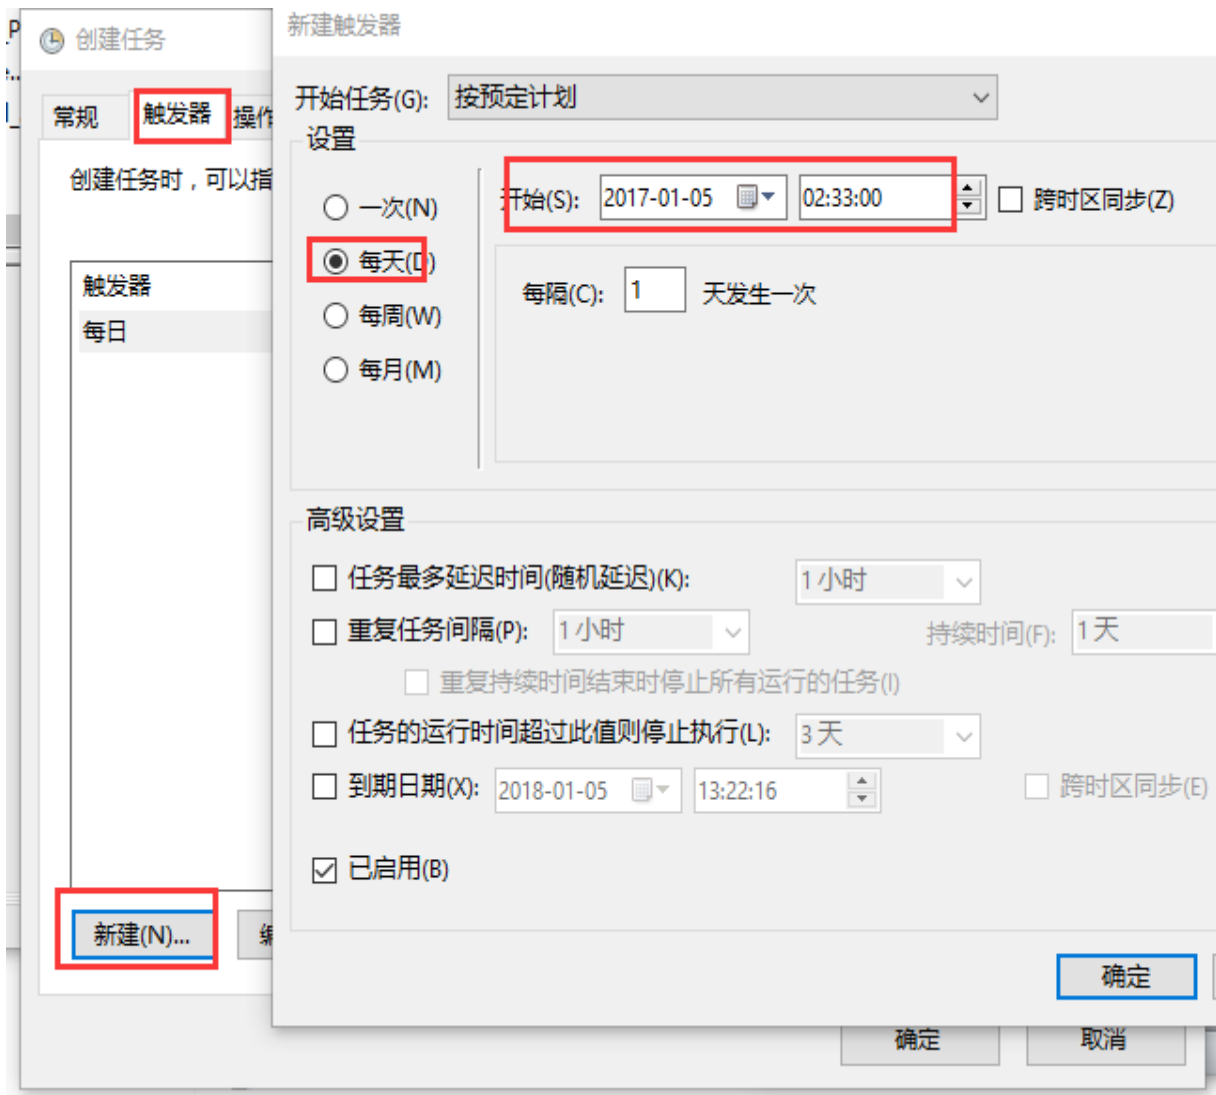 创建任务
常规 触发器
创建任务时，可以指
触发器
每日
新建(N)...
新建触发器
开始任务(G): 按预定计划
设置
一次(N)
每天(D)
每周(W)
每月(M)
开始(S): 2017-01-05 02:33:00 跨时区同步(Z)
每隔(C): 1 天发生一次
高级设置
任务最多延迟时间(随机延迟)(K): 1 小时
重复任务间隔(P): 1 小时 持续时间(F): 1 天
重复持续时间结束时停止所有运行的任务(I)
任务的运行时间超过此值则停止执行(L): 3 天
到期日期(X): 2018-01-05 13:22:16 跨时区同步(E)
已启用(B)
确定
确定 取消